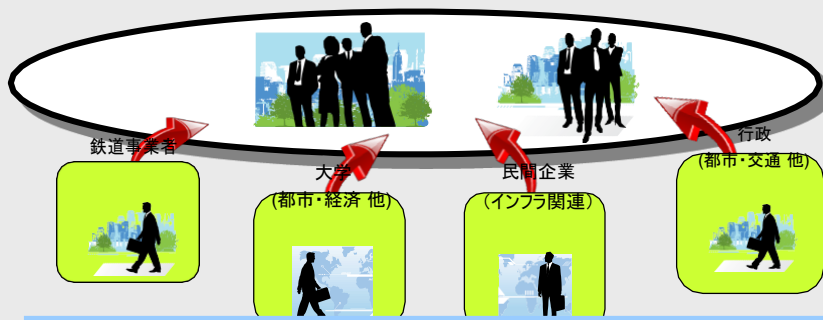 鉄道事業者
大学
(都市・経済 他)
民間企業
（インフラ関連）
行政
(都市・交通 他)